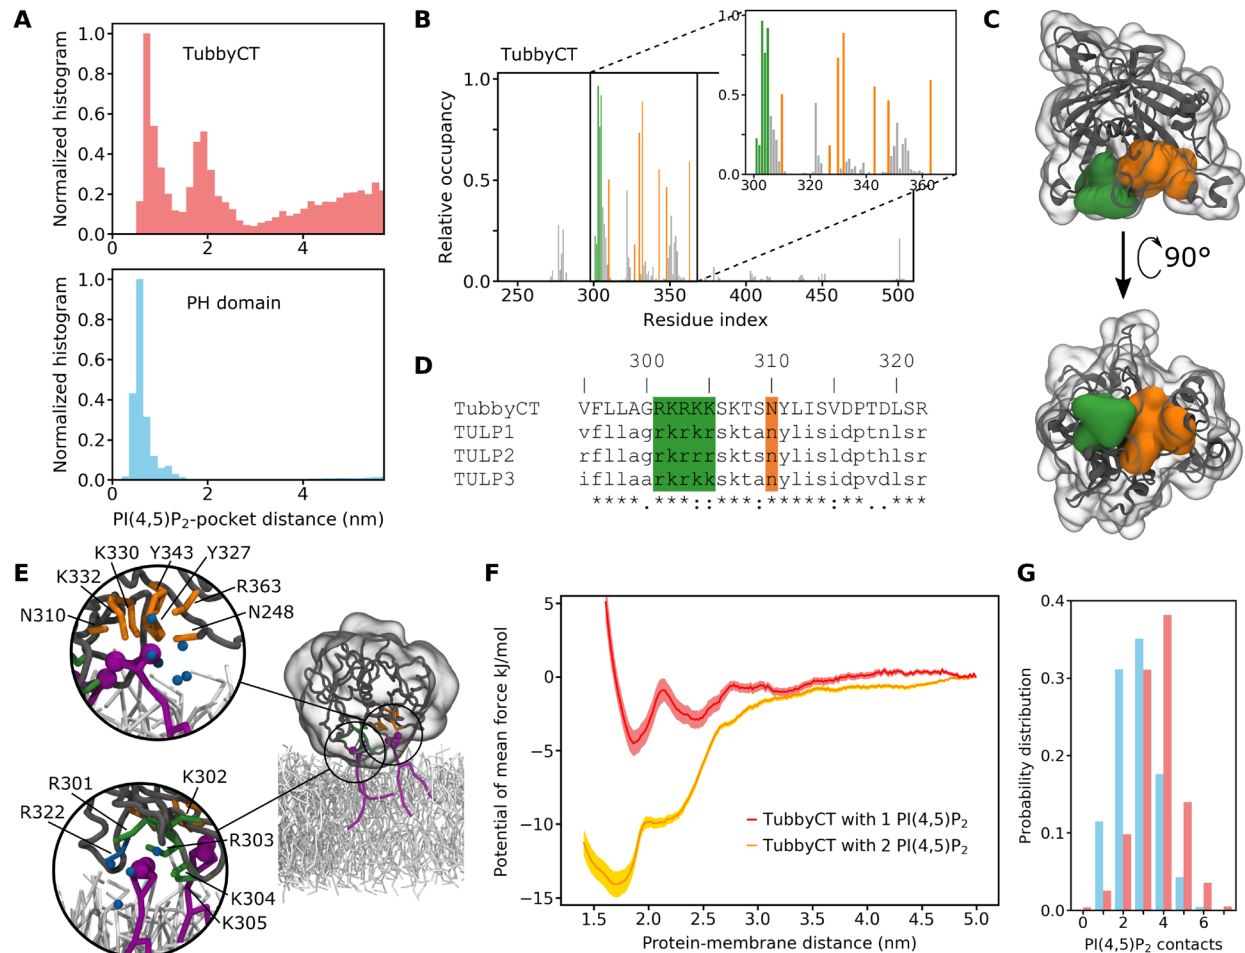 A
Normalized histogram
TubbyCT
1.0
0.8
0.6
0.4
0.2
0.0
0
2
4
Normalized histogram
PH domain
1.0
0.8
0.6
0.4
0.2
0.0
0
2
4
PI(4,5)P₂-pocket distance (nm)
B
TubbyCT
Relative occupancy
1.0
0.5
0.0
250
300
350
400
450
500
Residue index
1.0
0.5
0.0
300
320
340
360
C
90°
D
300
310
320
TubbyCT VFLLAGRKRKKSKTSNYLISVDPTDLSR
TULP1 vfllagrkrkrsktanylisidptnlsr
TULP2 rfllagrkrrrsktsnylisldpthlsr
TULP3 ifllaarkrkksktanylisidpvdlsr
****.***::***:******:**..***
E
K330
Y343
Y327
K332
R363
N310
N248
R301
K302
R322
R303
K304
K305
F
Potential of mean force kJ/mol
5
0
−5
−10
−15
TubbyCT with 1 PI(4,5)P₂
TubbyCT with 2 PI(4,5)P₂
1.5
2.0
2.5
3.0
3.5
4.0
4.5
5.0
Protein-membrane distance (nm)
G
Probability distribution
0.4
0.3
0.2
0.1
0.0
0
2
4
6
PI(4,5)P₂ contacts